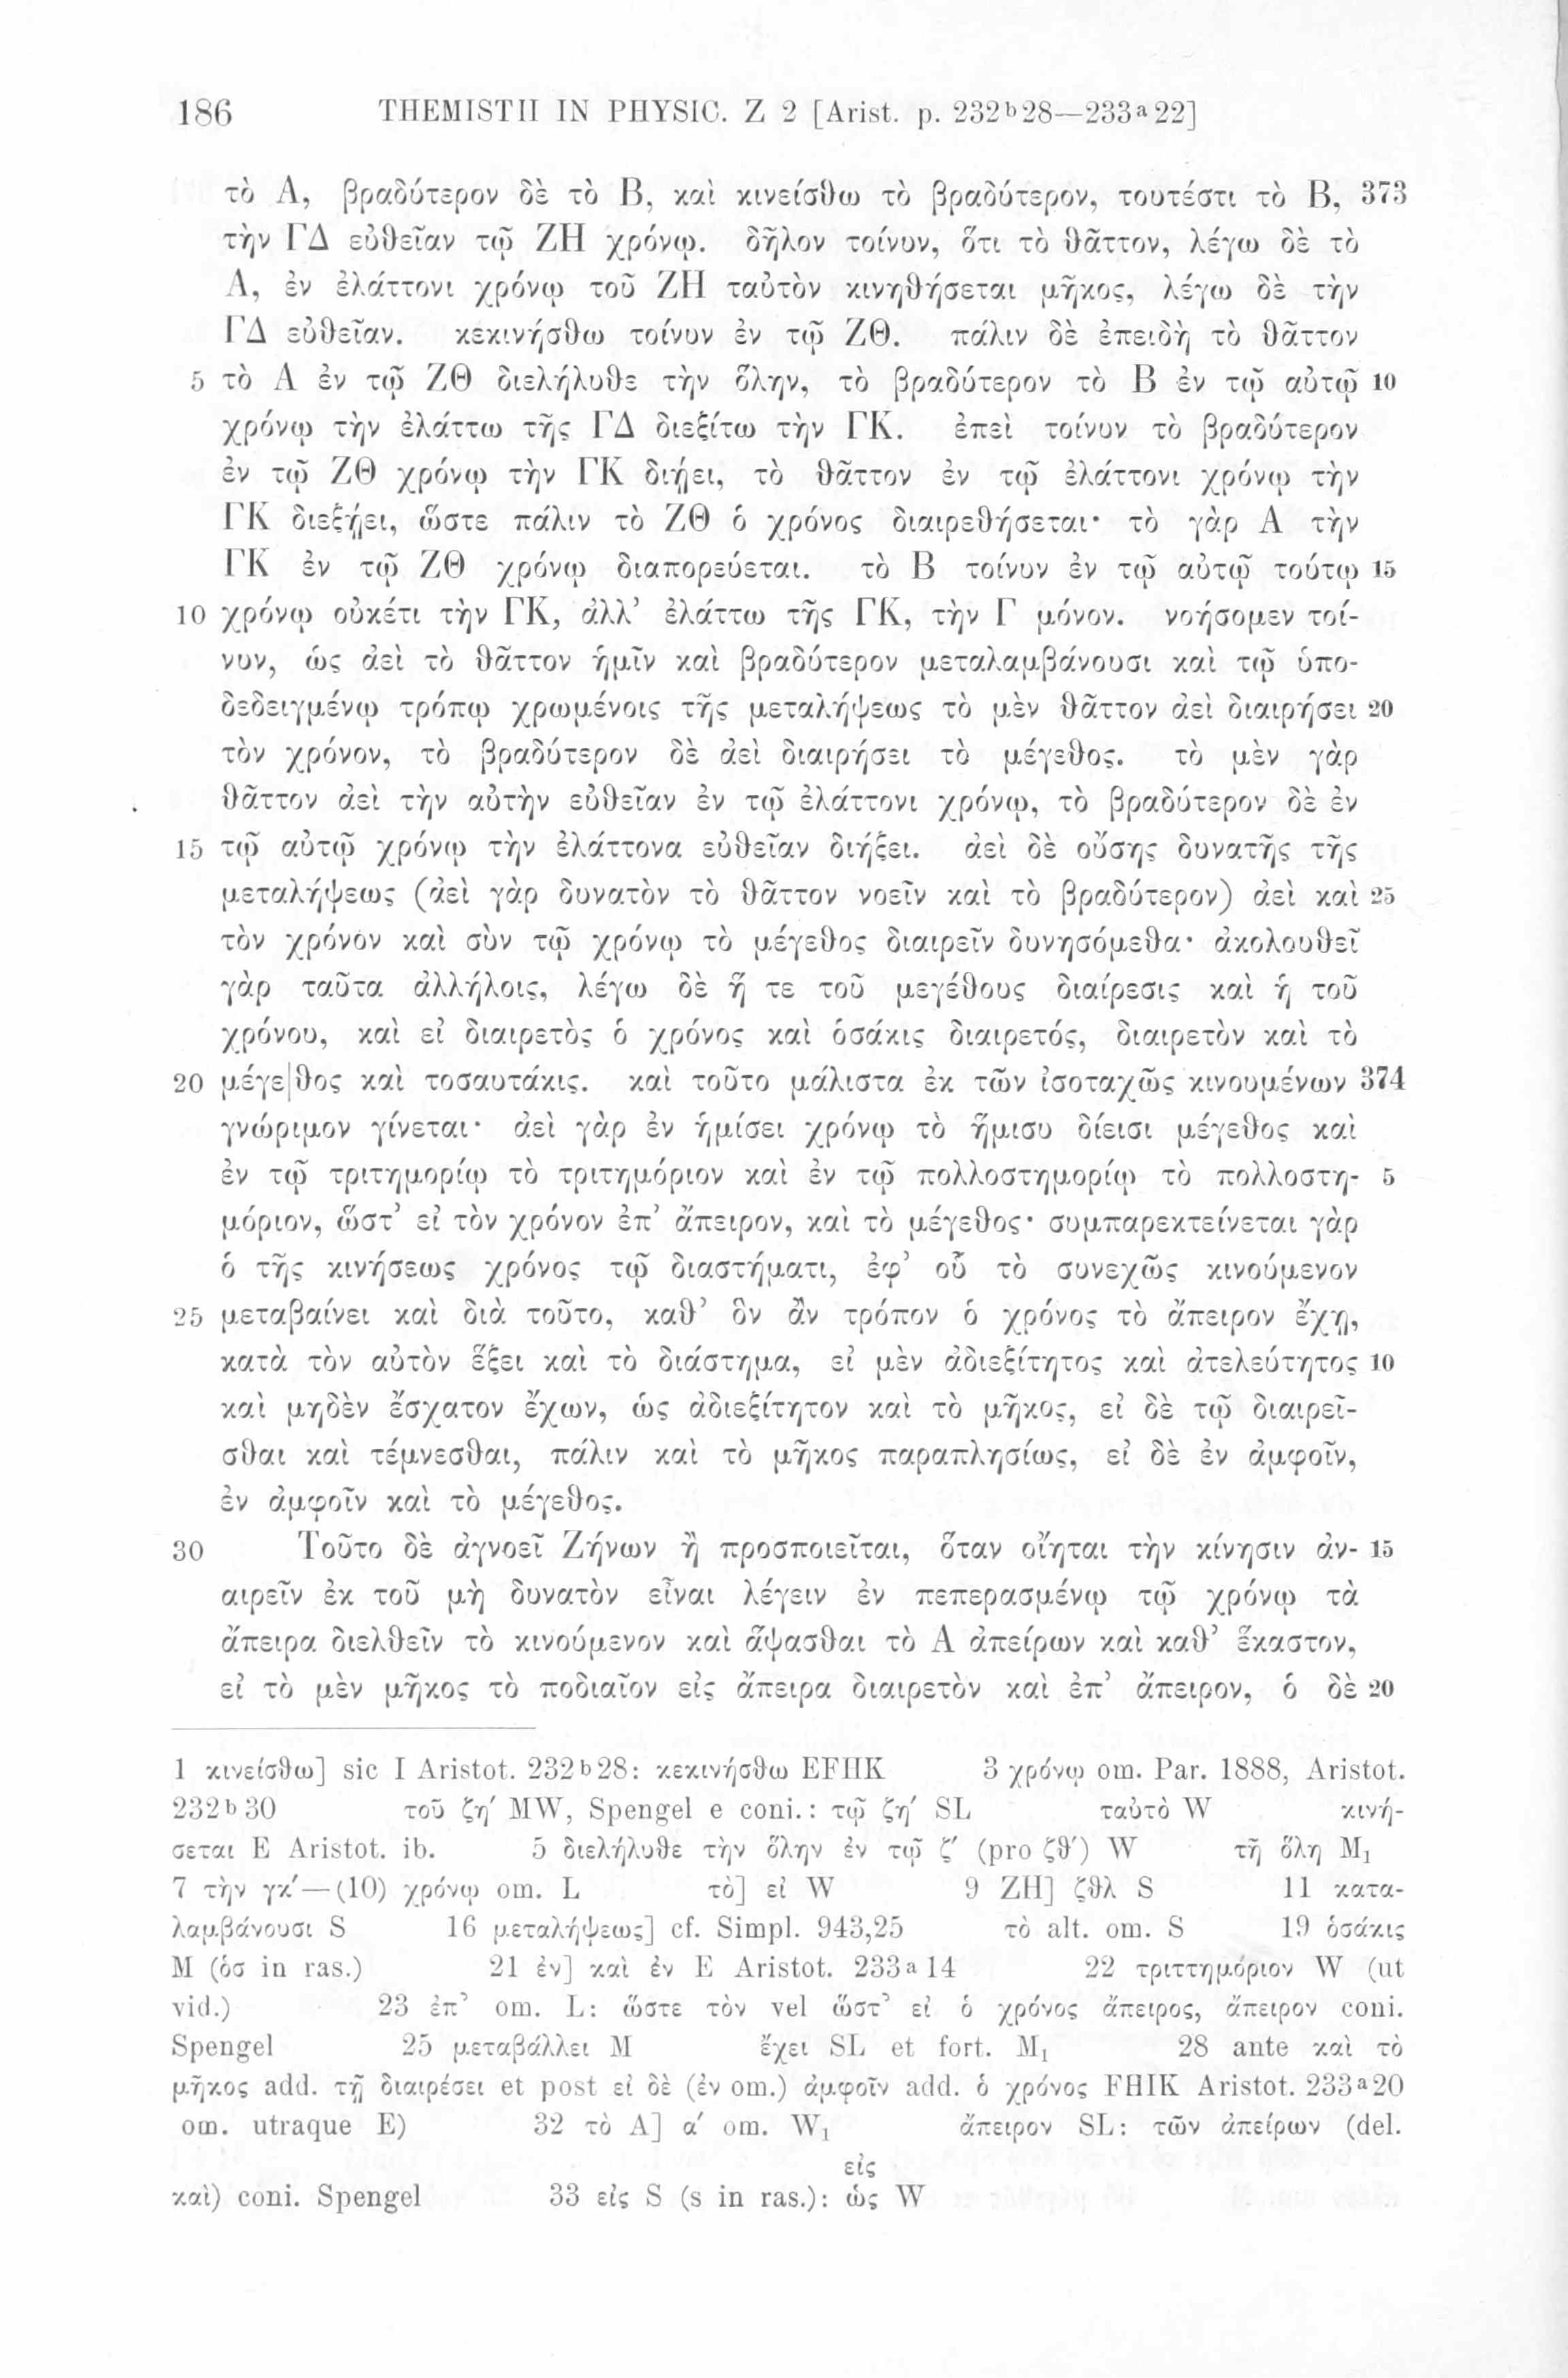 186 THEMISTII IN PHYSIC. Z 2 [Arist. p. 232ᵇ28—233ᵃ22]
τὸ Α, βραδύτερον δὲ τὸ Β, καὶ κινείσθω τὸ βραδύτερον, τουτέστι τὸ Β, 373
τὴν ΓΔ εὐθεῖαν τῷ ΖΗ χρόνῳ. δῆλον τοίνυν, ὅτι τὸ θᾶττον, λέγω δὲ τὸ
Α, ἐν ἐλάττονι χρόνῳ τοῦ ΖΗ ταὐτὸν κινηθήσεται μῆκος, λέγω δὲ τὴν
ΓΔ εὐθεῖαν. κεκινήσθω τοίνυν ἐν τῷ ΖΘ. πάλιν δὲ ἐπειδὴ τὸ θᾶττον
5 τὸ Α ἐν τῷ ΖΘ διελήλυθε τὴν ὅλην, τὸ βραδύτερον τὸ Β ἐν τῷ αὐτῷ 10
χρόνῳ τὴν ἐλάττω τῆς ΓΔ διεξίτω τὴν ΓΚ. ἐπεὶ τοίνυν τὸ βραδύτερον
ἐν τῷ ΖΘ χρόνῳ τὴν ΓΚ διῄει, τὸ θᾶττον ἐν τῷ ἐλάττονι χρόνῳ τὴν
ΓΚ διεξῄει, ὥστε πάλιν τὸ ΖΘ ὁ χρόνος διαιρεθήσεται· τὸ γὰρ Α τὴν
ΓΚ ἐν τῷ ΖΘ χρόνῳ διαπορεύεται. τὸ Β τοίνυν ἐν τῷ αὐτῷ τούτῳ 15
10 χρόνῳ οὐκέτι τὴν ΓΚ, ἀλλ’ ἐλάττω τῆς ΓΚ, τὴν Γ μόνον. νοήσομεν τοί-
νυν, ὡς ἀεὶ τὸ θᾶττον ἡμῖν καὶ βραδύτερον μεταλαμβάνουσι καὶ τῷ ὑπο-
δεδειγμένῳ τρόπῳ χρωμένοις τῆς μεταλήψεως τὸ μὲν θᾶττον ἀεὶ διαιρήσει 20
τὸν χρόνον, τὸ βραδύτερον δὲ ἀεὶ διαιρήσει τὸ μέγεθος. τὸ μὲν γὰρ
θᾶττον ἀεὶ τὴν αὐτὴν εὐθεῖαν ἐν τῷ ἐλάττονι χρόνῳ, τὸ βραδύτερον δὲ ἐν
15 τῷ αὐτῷ χρόνῳ τὴν ἐλάττονα εὐθεῖαν διήξει. ἀεὶ δὲ οὔσης δυνατῆς τῆς
μεταλήψεως (ἀεὶ γὰρ δυνατὸν τὸ θᾶττον νοεῖν καὶ τὸ βραδύτερον) ἀεὶ καὶ 25
τὸν χρόνον καὶ σὺν τῷ χρόνῳ τὸ μέγεθος διαιρεῖν δυνησόμεθα· ἀκολουθεῖ
γὰρ ταῦτα ἀλλήλοις, λέγω δὲ ἥ τε τοῦ μεγέθους διαίρεσις καὶ ἡ τοῦ
χρόνου, καὶ εἰ διαιρετὸς ὁ χρόνος καὶ ὁσάκις διαιρετός, διαιρετὸν καὶ τὸ
20 μέγε|θος καὶ τοσαυτάκις. καὶ τοῦτο μάλιστα ἐκ τῶν ἰσοταχῶς κινουμένων 374
γνώριμον γίνεται· ἀεὶ γὰρ ἐν ἡμίσει χρόνῳ τὸ ἥμισυ δίεισι μέγεθος καὶ
ἐν τῷ τριτημορίῳ τὸ τριτημόριον καὶ ἐν τῷ πολλοστημορίῳ τὸ πολλοστη- 5
μόριον, ὥστ’ εἰ τὸν χρόνον ἐπ’ ἄπειρον, καὶ τὸ μέγεθος· συμπαρεκτείνεται γὰρ
ὁ τῆς κινήσεως χρόνος τῷ διαστήματι, ἐφ’ οὗ τὸ συνεχῶς κινούμενον
25 μεταβαίνει καὶ διὰ τοῦτο, καθ’ ὃν ἂν τρόπον ὁ χρόνος τὸ ἄπειρον ἔχῃ,
κατὰ τὸν αὐτὸν ἕξει καὶ τὸ διάστημα, εἰ μὲν ἀδιεξίτητος καὶ ἀτελεύτητος 10
καὶ μηδὲν ἔσχατον ἔχων, ὡς ἀδιεξίτητον καὶ τὸ μῆκος, εἰ δὲ τῷ διαιρεῖ-
σθαι καὶ τέμνεσθαι, πάλιν καὶ τὸ μῆκος παραπλησίως, εἰ δὲ ἐν ἀμφοῖν,
ἐν ἀμφοῖν καὶ τὸ μέγεθος.
30 Τοῦτο δὲ ἀγνοεῖ Ζήνων ἢ προσποιεῖται, ὅταν οἴηται τὴν κίνησιν ἀν- 15
αιρεῖν ἐκ τοῦ μὴ δυνατὸν εἶναι λέγειν ἐν πεπερασμένῳ τῷ χρόνῳ τὰ
ἄπειρα διελθεῖν τὸ κινούμενον καὶ ἅψασθαι τὸ Α ἀπείρων καὶ καθ’ ἕκαστον,
εἰ τὸ μὲν μῆκος τὸ ποδιαῖον εἰς ἄπειρα διαιρετὸν καὶ ἐπ’ ἄπειρον, ὁ δὲ 20
1 κινείσθω] sic I Aristot. 232ᵇ28: κεκινήσθω EFHK 3 χρόνῳ om. Par. 1888, Aristot.
232ᵇ30 τοῦ ζη′ MW, Spengel e coni.: τῷ ζη′ SL ταὐτὸ W κινή-
σεται E Aristot. ib. 5 διελήλυθε τὴν ὅλην ἐν τῷ ζ′ (pro ζθ′) W τῇ ὅλῃ M₁
7 τὴν γκ′—(10) χρόνῳ om. L τὸ] εἰ W 9 ΖΗ] ζθλ S 11 κατα-
λαμβάνουσι S 16 μεταλήψεως] cf. Simpl. 943,25 τὸ alt. om. S 19 ὁσάκις
M (ὁσ in ras.) 21 ἐν] καὶ ἐν E Aristot. 233ᵃ14 22 τριττημόριον W (ut
vid.) 23 ἐπ’ om. L: ὥστε τὸν vel ὥστ’ εἰ ὁ χρόνος ἄπειρος, ἄπειρον coni.
Spengel 25 μεταβάλλει M ἔχει SL et fort. M₁ 28 ante καὶ τὸ
μῆκος add. τῇ διαιρέσει et post εἰ δὲ (ἐν om.) ἀμφοῖν add. ὁ χρόνος FHIK Aristot. 233ᵃ20
om. utraque E) 32 τὸ Α] α′ om. W₁ ἄπειρον SL: τῶν ἀπείρων (del.
εἰς
καὶ) coni. Spengel 33 εἰς S (s in ras.): ὡς W